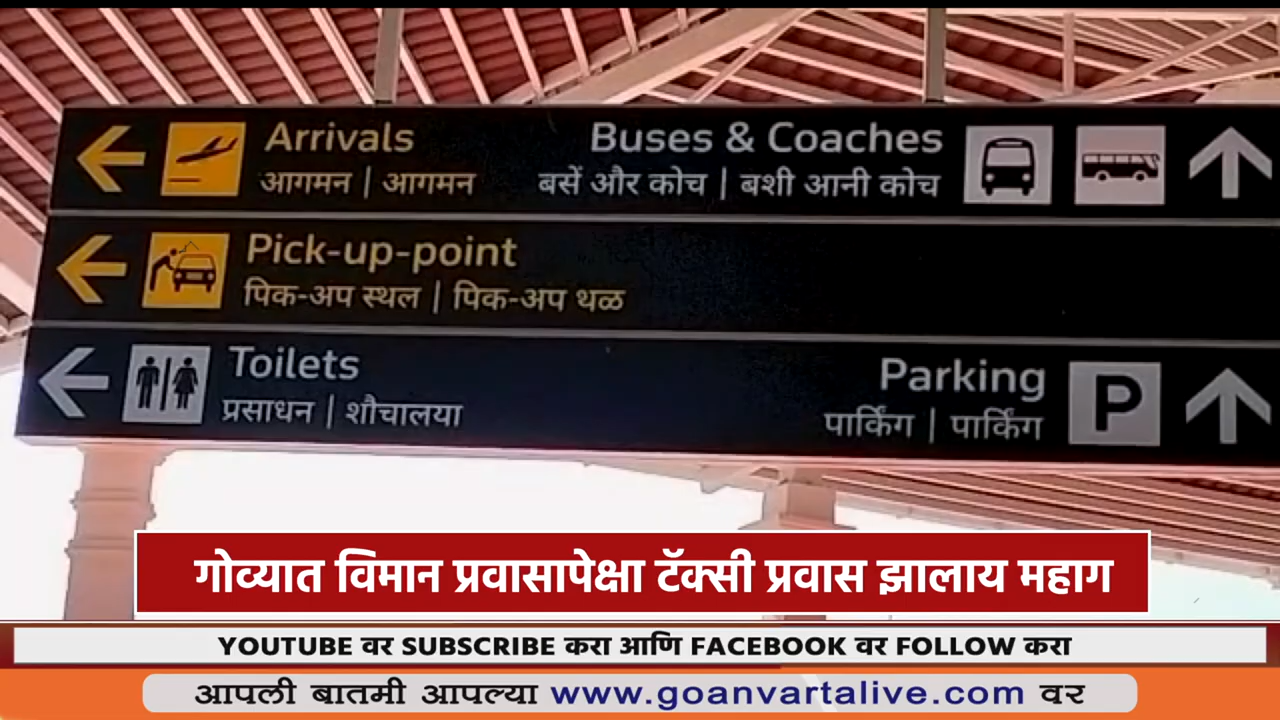 Arrivals
आगमन | आगमन
Buses & Coaches
बसें और कोच | बशी आनी कोच
Pick-up-point
पिक-अप स्थल | पिक-अप थळ
Toilets
प्रसाधन | शौचालया
Parking
पार्किंग | पार्किंग
P
गोव्यात विमान प्रवासापेक्षा टॅक्सी प्रवास झालाय महाग
YOUTUBE वर SUBSCRIBE करा आणि FACEBOOK वर FOLLOW करा
आपली बातमी आपल्या www.goanvartalive.com वर